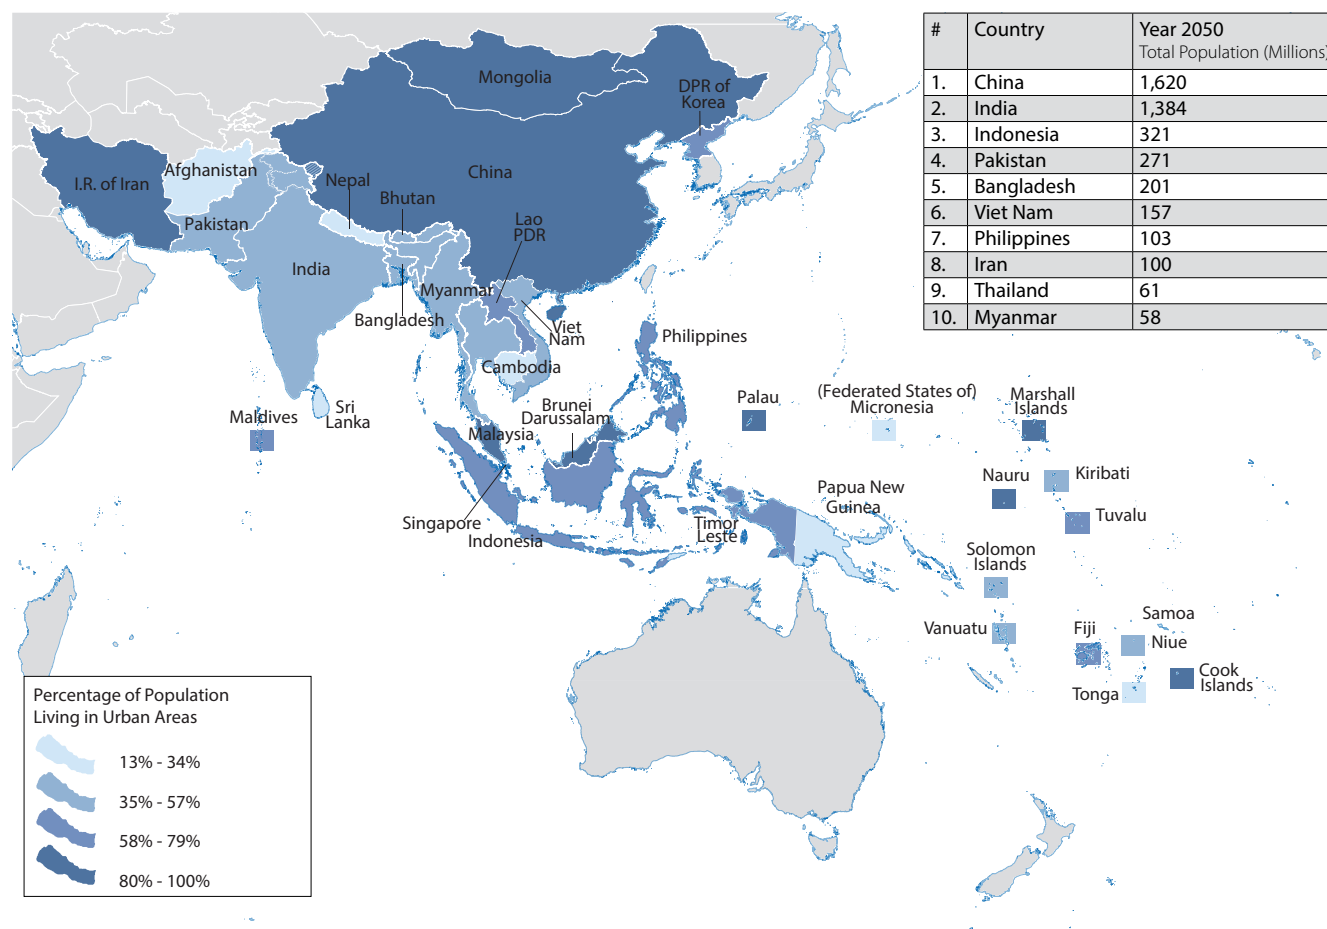 # Country Year 2050
Total Population (Millions)
1. China 1,620
2. India 1,384
3. Indonesia 321
4. Pakistan 271
5. Bangladesh 201
6. Viet Nam 157
7. Philippines 103
8. Iran 100
9. Thailand 61
10. Myanmar 58
Mongolia
DPR of
Korea
I.R. of Iran
Afghanistan
Nepal
China
Bhutan
Pakistan
Lao
PDR
India
Myanmar
Bangladesh
Viet
Nam
Philippines
Cambodia
Maldives
Sri
Lanka
Brunei
Darussalam
Malaysia
Palau
(Federated States of)
Micronesia
Marshall
Islands
Nauru
Kiribati
Papua New
Guinea
Tuvalu
Singapore
Indonesia
Timor
Leste
Solomon
Islands
Vanuatu
Fiji
Samoa
Niue
Cook
Islands
Tonga
Percentage of Population
Living in Urban Areas
13% - 34%
35% - 57%
58% - 79%
80% - 100%